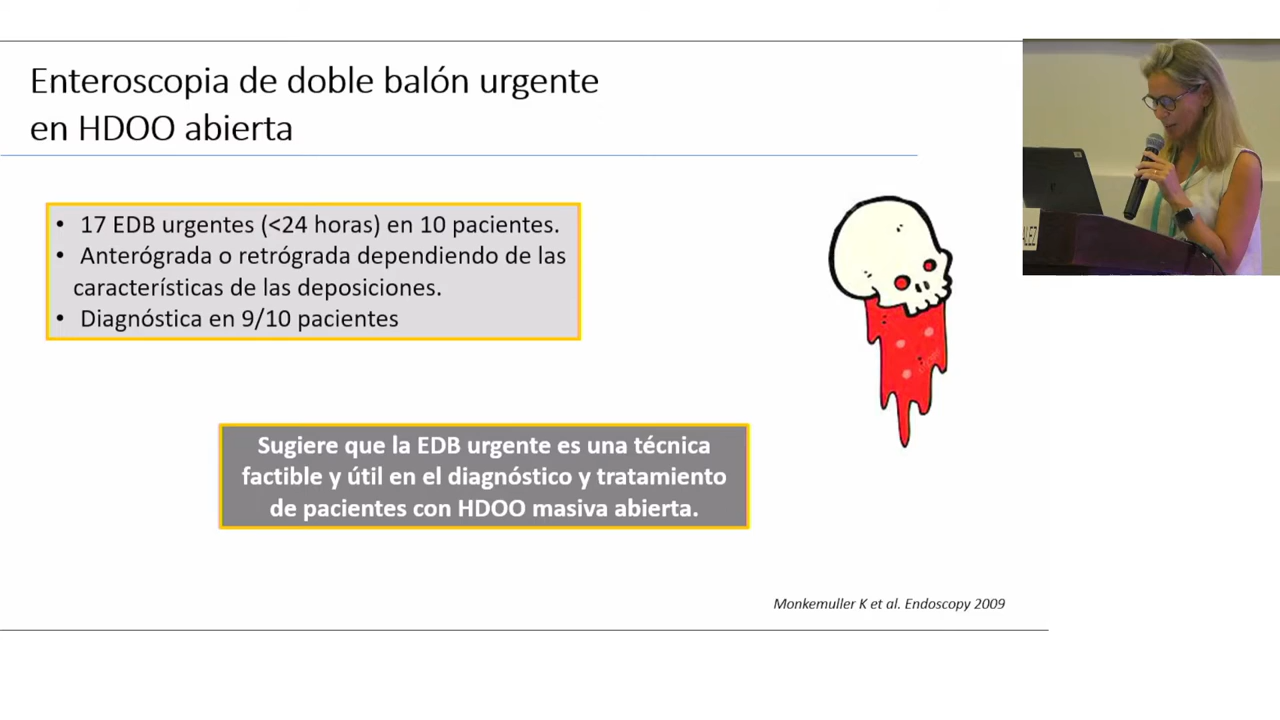 Enteroscopia de doble balón urgente
en HDOO abierta
• 17 EDB urgentes (<24 horas) en 10 pacientes.
• Anterógrada o retrógrada dependiendo de las
características de las deposiciones.
• Diagnóstica en 9/10 pacientes
Sugiere que la EDB urgente es una técnica
factible y útil en el diagnóstico y tratamiento
de pacientes con HDOO masiva abierta.
Monkemuller K et al. Endoscopy 2009